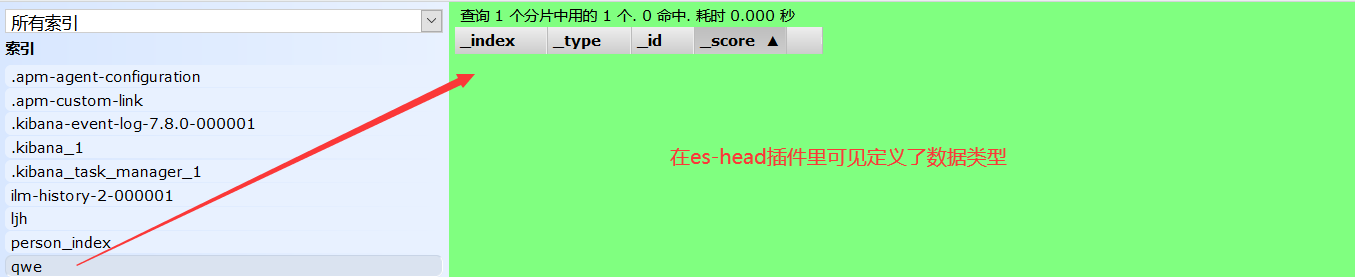 所有索引
索引
.apm-agent-configuration
.apm-custom-link
.kibana-event-log-7.8.0-000001
.kibana_1
.kibana_task_manager_1
ilm-history-2-000001
ljh
person_index
qwe
查询 1 个分片中用的 1 个. 0 命中. 耗时 0.000 秒
_index _type _id _score ▲
在es-head插件里可见定义了数据类型